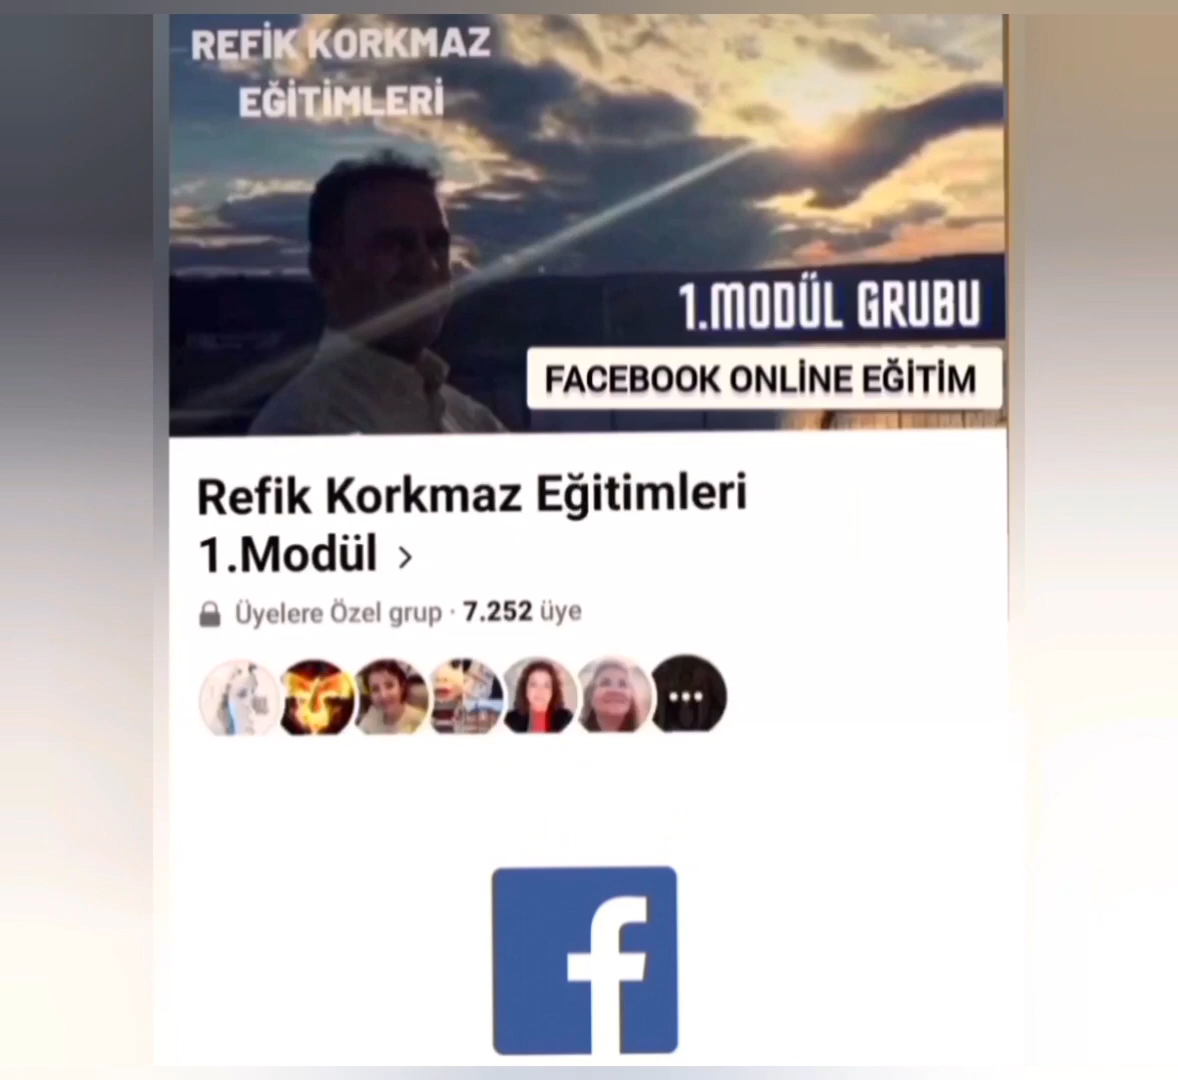 REFİK KORKMAZ
EĞİTİMLERİ
1.MODÜL GRUBU
FACEBOOK ONLİNE EĞİTİM
Refik Korkmaz Eğitimleri
1.Modül >
Üyelere Özel grup · 7.252 üye